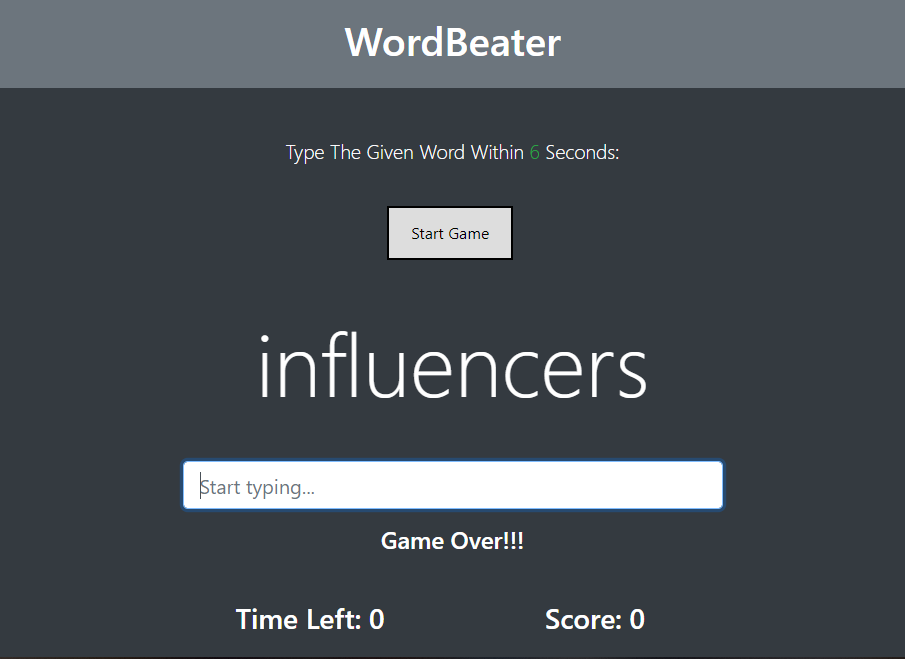 WordBeater
Type The Given Word Within 6 Seconds:
Start Game
influencers
Start typing...
Game Over!!!
Time Left: 0
Score: 0